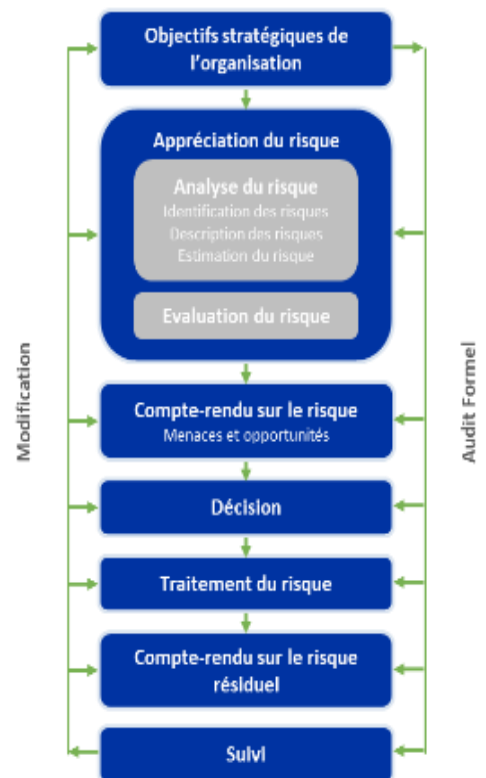 Objectifs stratégiques de
l'organisation
Appréciation du risque
Analyse du risque
Identification des risques
Description des risques
Estimation du risque
Evaluation du risque
Compte-rendu sur le risque
Menaces et opportunités
Décision
Traitement du risque
Compte-rendu sur le risque
résiduel
Suivi
Modification
Audit Formel